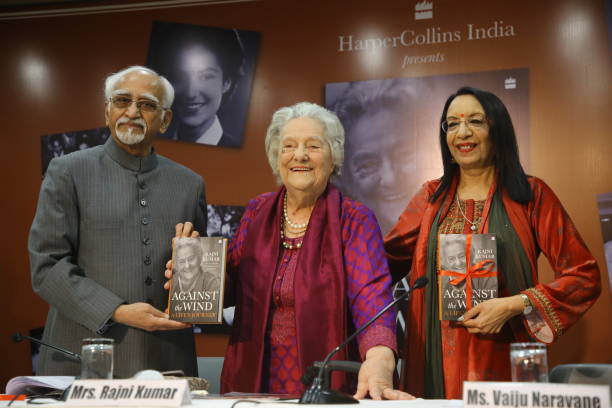 HarperCollins India
presents
RAJNI
KUMAR
AGAINST
the
WIND
A LIFE'S JOURNEY
RAJNI
KUMAR
AGAINST
the
WIND
Mrs. Rajni Kumar
Ms. Vaiju Naravane